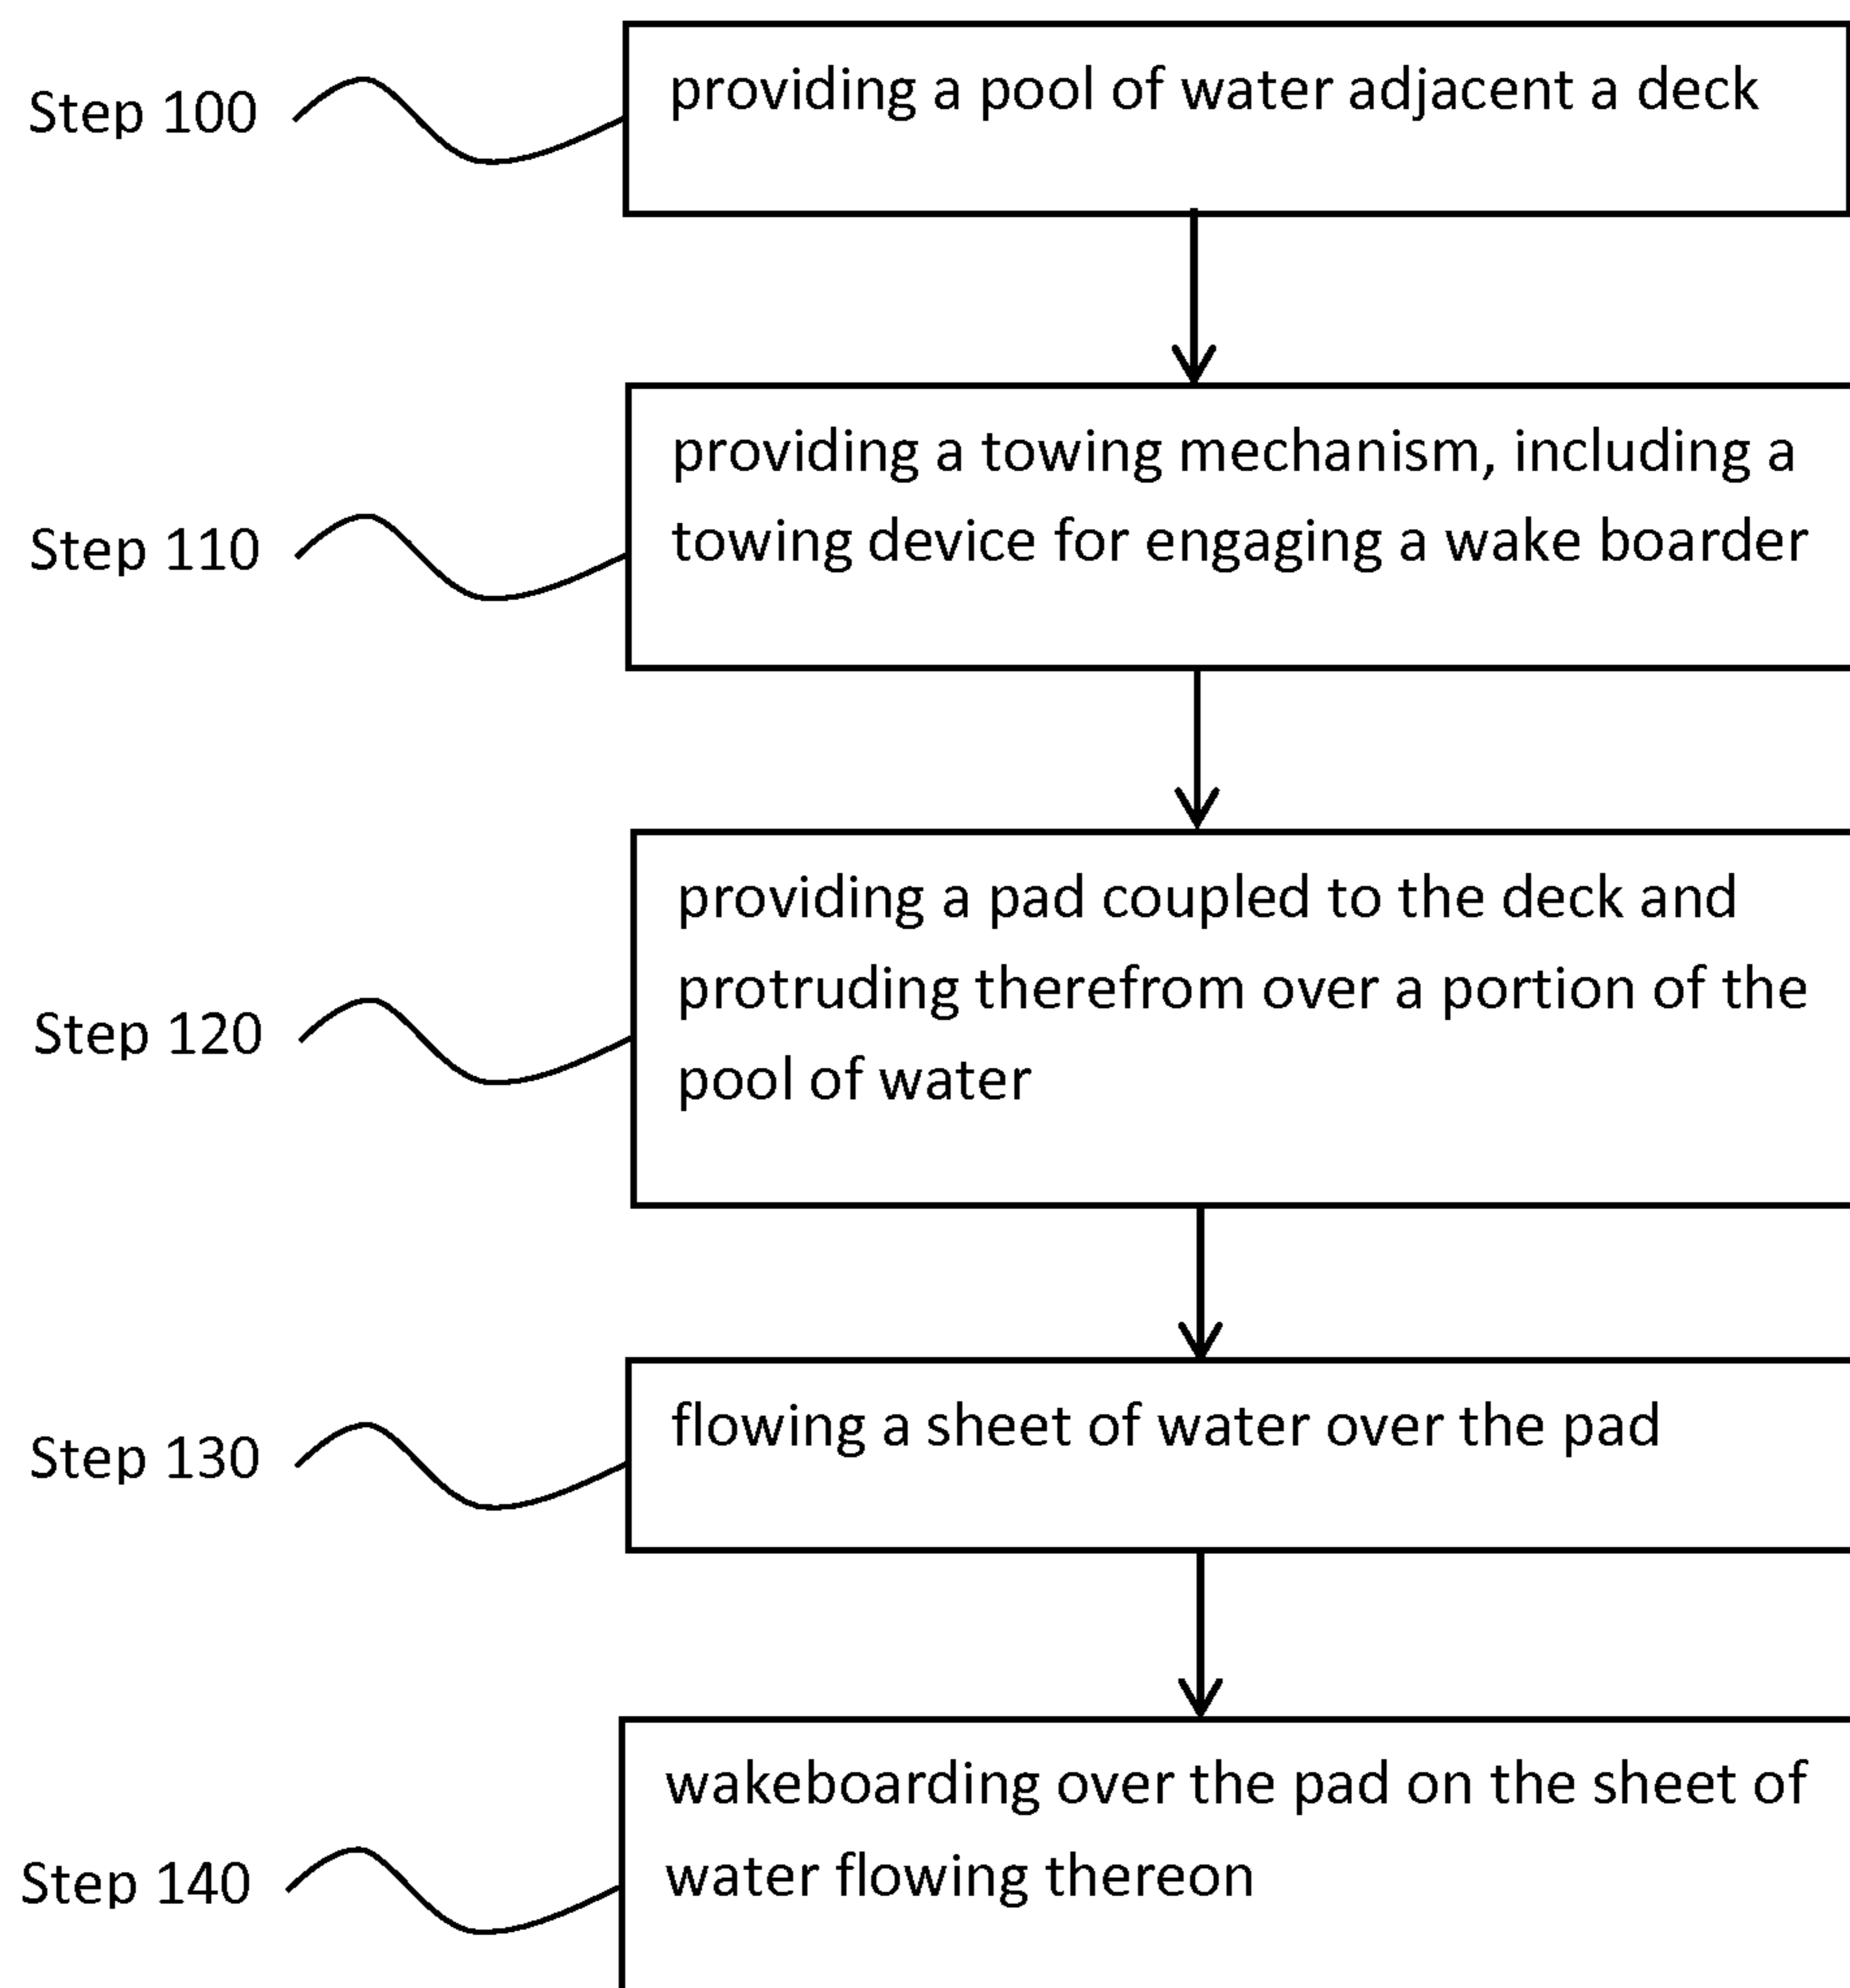 Step 100
providing a pool of water adjacent a deck
Step 110
providing a towing mechanism, including a
towing device for engaging a wake boarder
Step 120
providing a pad coupled to the deck and
protruding therefrom over a portion of the
pool of water
Step 130
flowing a sheet of water over the pad
Step 140
wakeboarding over the pad on the sheet of
water flowing thereon